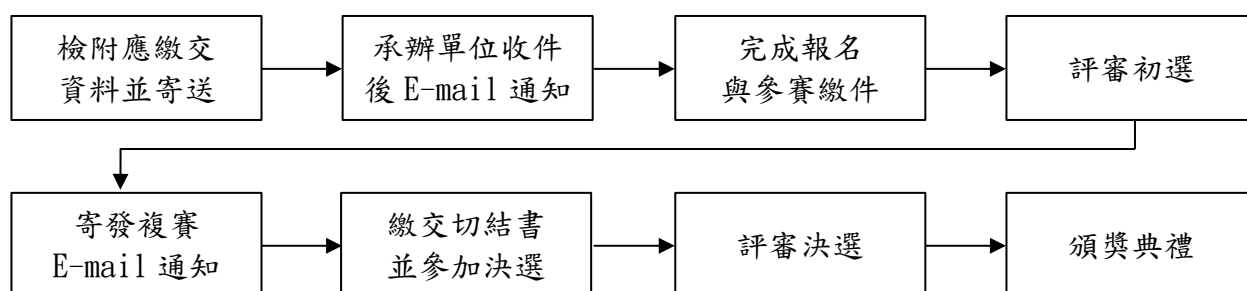 檢附應繳交
資料並寄送
承辦單位收件
後 E-mail 通知
完成報名
與參賽繳件
評審初選
寄發複賽
E-mail 通知
繳交切結書
並參加決選
評審決選
頒獎典禮